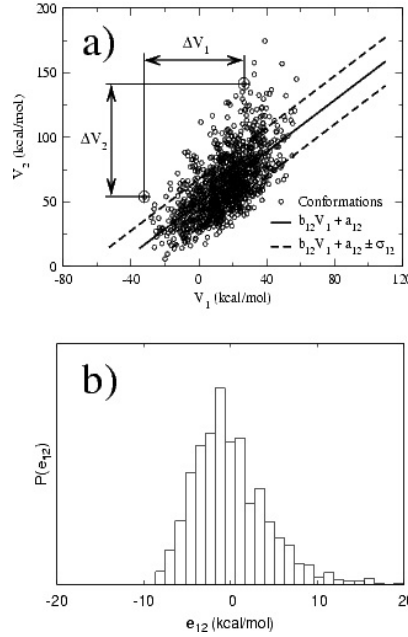 200
a)
ΔV₁
150
V₂ (kcal/mol)
100
ΔV₂
50
Conformations
b₁₂V₁ + a₁₂
b₁₂V₁ + a₁₂ ± σ₁₂
0
-80 -40 0 40 80 120
V₁ (kcal/mol)
b)
P(e₁₂)
-20 -10 0 10 20
e₁₂ (kcal/mol)